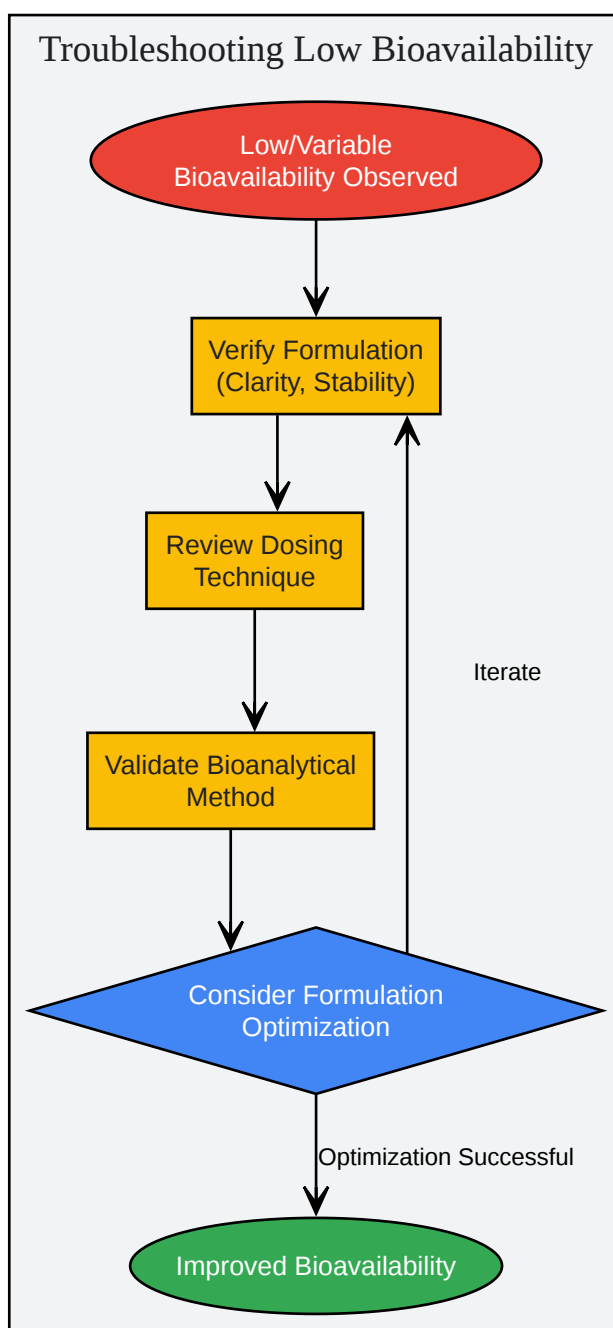 Troubleshooting Low Bioavailability
Low/Variable
Bioavailability Observed
Verify Formulation
(Clarity, Stability)
Review Dosing
Technique
Iterate
Validate Bioanalytical
Method
Consider Formulation
Optimization
Optimization Successful
Improved Bioavailability